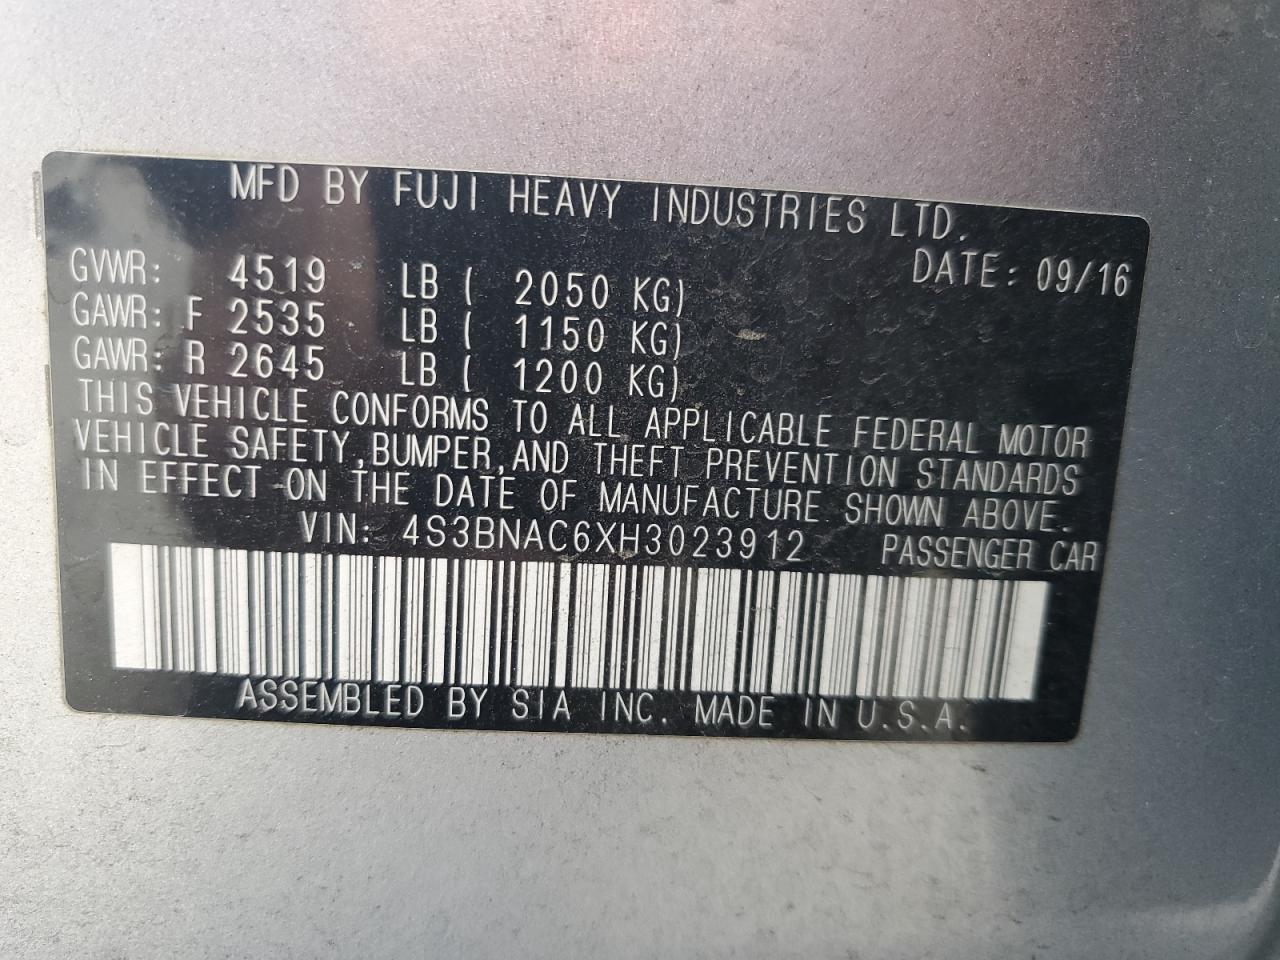 MFD BY FUJI HEAVY INDUSTRIES LTD.
DATE: 09/16
GVWR: 4519 LB ( 2050 KG)
GAWR: F 2535 LB ( 1150 KG)
GAWR: R 2645 LB ( 1200 KG)
THIS VEHICLE CONFORMS TO ALL APPLICABLE FEDERAL MOTOR
VEHICLE SAFETY,BUMPER,AND THEFT PREVENTION STANDARDS
IN EFFECT ON THE DATE OF MANUFACTURE SHOWN ABOVE.
VIN: 4S3BNAC6XH3023912 PASSENGER CAR
ASSEMBLED BY SIA INC. MADE IN U.S.A.